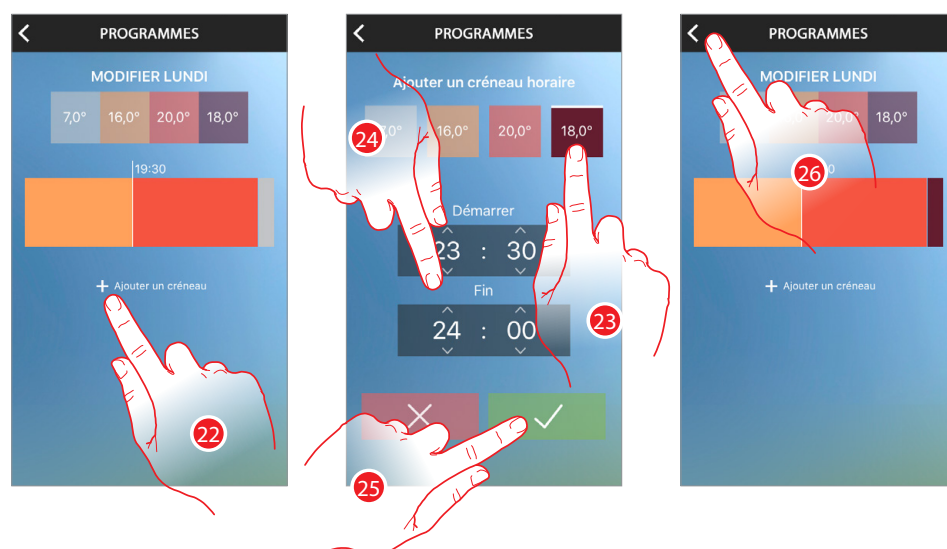 PROGRAMMES
MODIFIER LUNDI
7,0° 16,0° 20,0° 18,0°
19:30
+ Ajouter un créneau
22
PROGRAMMES
Ajouter un créneau horaire
16,0° 20,0° 18,0°
24
Démarrer
23 : 30
Fin
24 : 00
23
25
PROGRAMMES
MODIFIER LUNDI
20,0° 18,0°
26
+ Ajouter un créneau